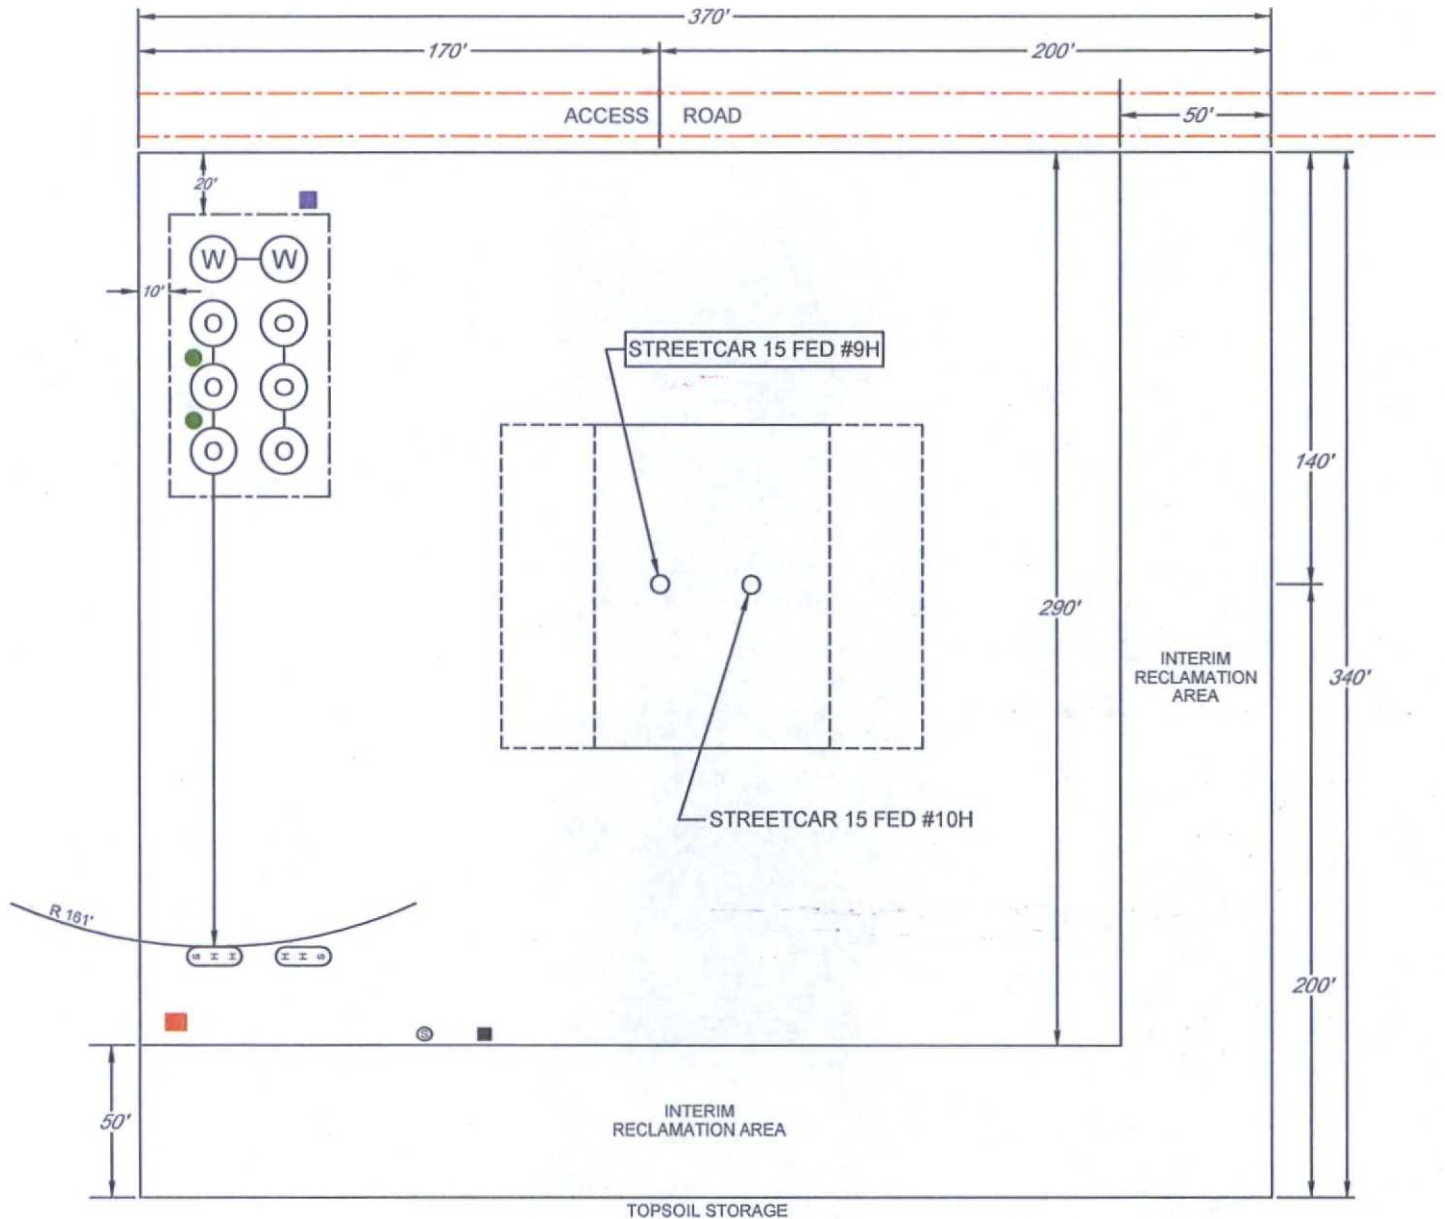 370'
170'
200'
ACCESS ROAD
50'
20'
W W
10'
O O
STREETCAR 15 FED #9H
O O
O O
140'
290'
INTERIM
RECLAMATION
AREA
340'
STREETCAR 15 FED #10H
R 161'
S H H
H H S
200'
S
50'
INTERIM
RECLAMATION AREA
TOPSOIL STORAGE